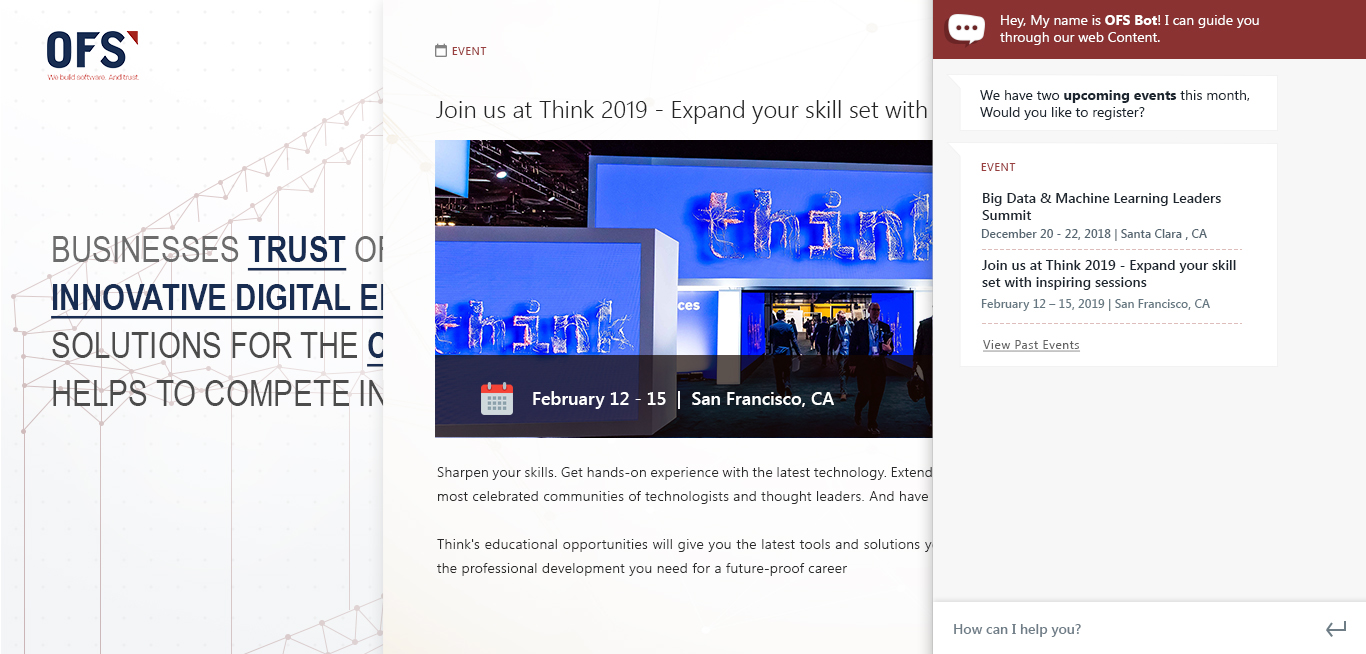 OFS
We build software. And trust.
BUSINESSES TRUST
INNOVATIVE DIGITAL
SOLUTIONS FOR THE
HELPS TO COMPETE IN
EVENT
Join us at Think 2019 - Expand your skill set with
think
think
ces
February 12 - 15 | San Francisco, CA
Sharpen your skills. Get hands-on experience with the latest technology. Extend
most celebrated communities of technologists and thought leaders. And have
Think's educational opportunities will give you the latest tools and solutions
the professional development you need for a future-proof career
Hey, My name is OFS Bot! I can guide you
through our web Content.
We have two upcoming events this month,
Would you like to register?
EVENT
Big Data & Machine Learning Leaders
Summit
December 20 - 22, 2018 | Santa Clara , CA
Join us at Think 2019 - Expand your skill
set with inspiring sessions
February 12 – 15, 2019 | San Francisco, CA
View Past Events
How can I help you?